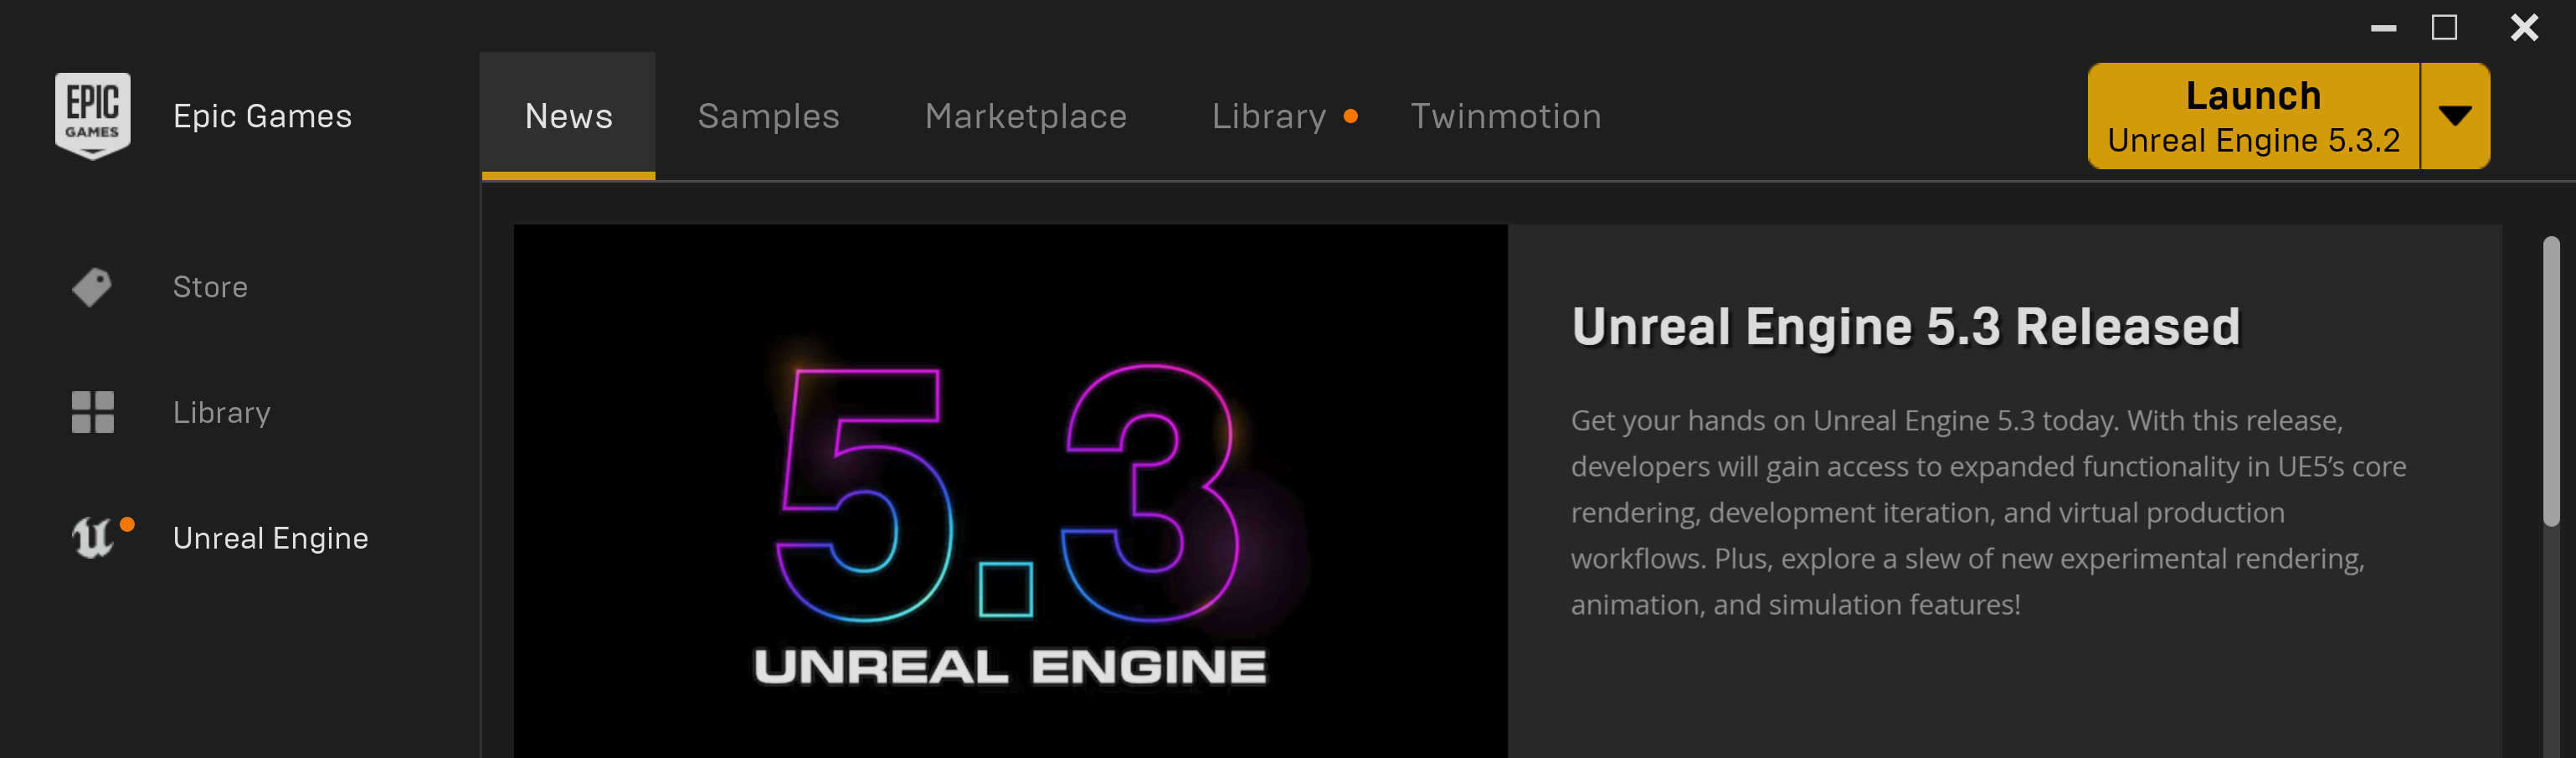 EPIC
GAMES
Epic Games
News
Samples
Marketplace
Library
Twinmotion
Launch
Unreal Engine 5.3.2
Store
Library
Unreal Engine
5.3
UNREAL ENGINE
Unreal Engine 5.3 Released
Get your hands on Unreal Engine 5.3 today. With this release,
developers will gain access to expanded functionality in UE5’s core
rendering, development iteration, and virtual production
workflows. Plus, explore a slew of new experimental rendering,
animation, and simulation features!